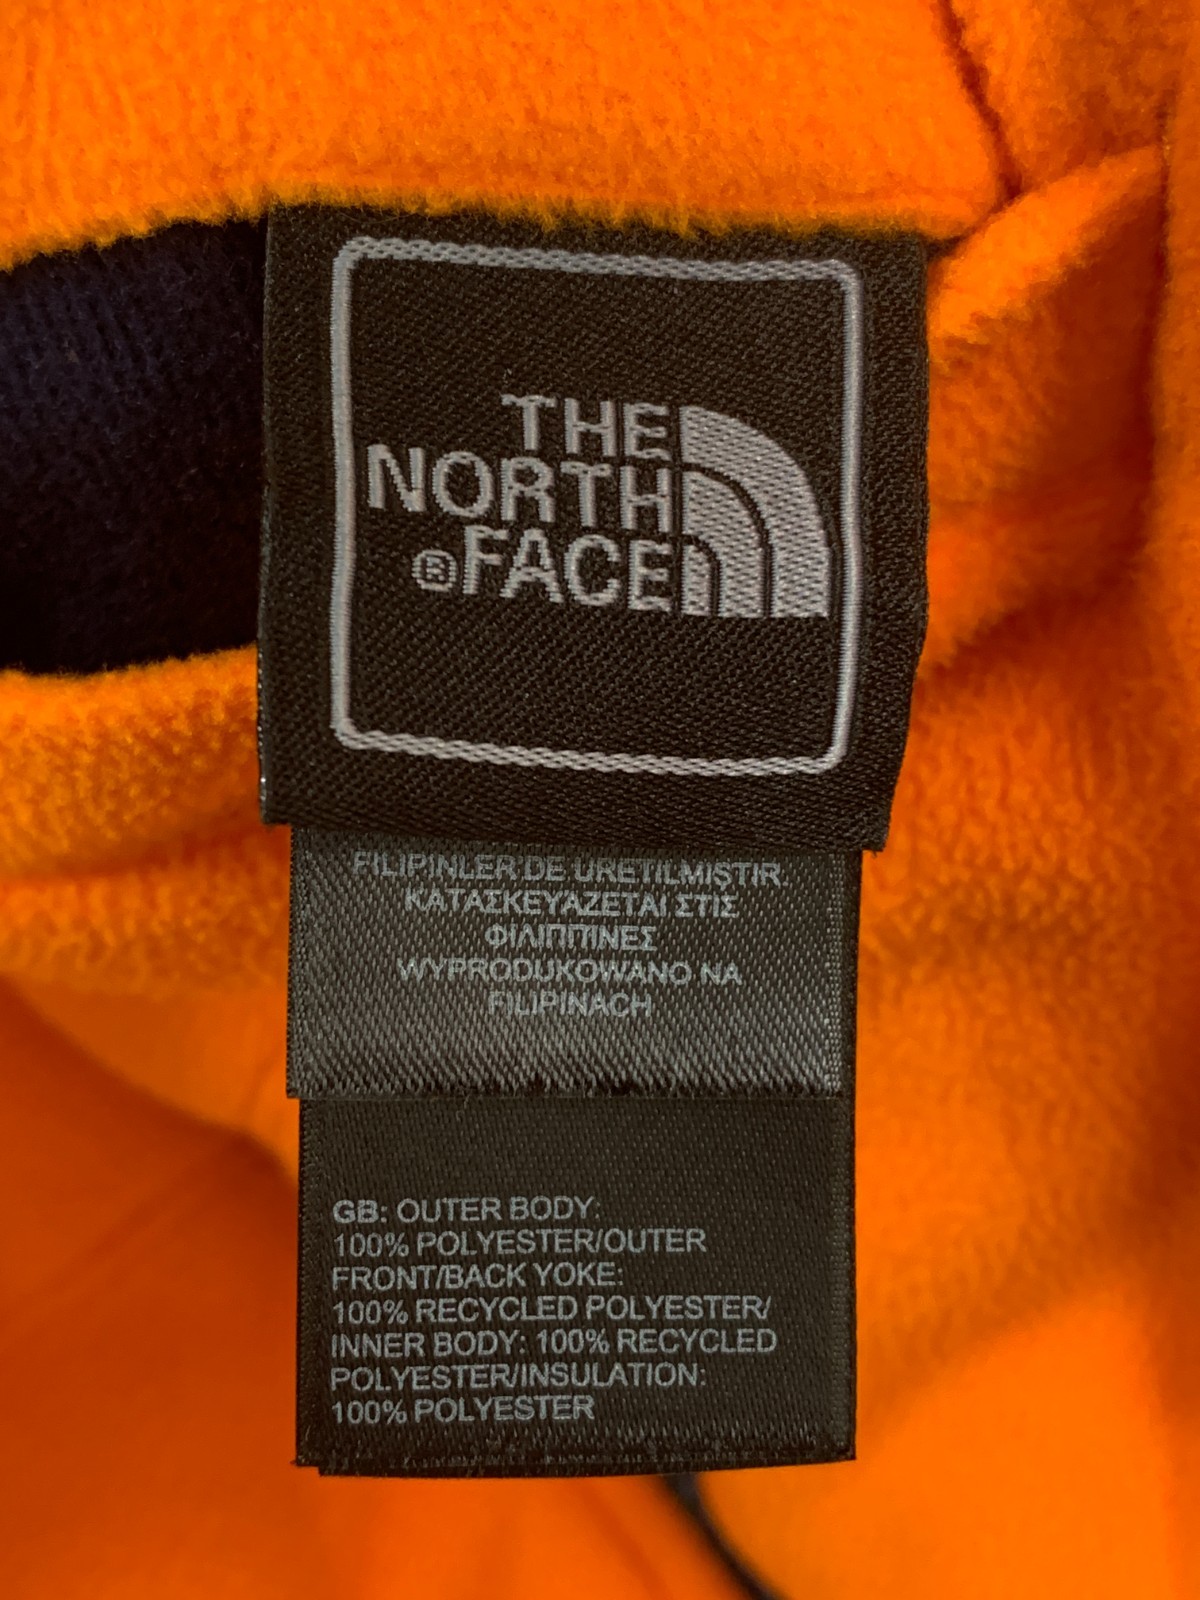 THE
NORTH
®FACE
FILIPINLER'DE URETILMIŞTIR.
ΚΑΤΑΣΚΕΥΑΖΕΤΑΙ ΣΤΙΣ
ΦΙΛΙΠΠΙΝΕΣ
WYPRODUKOWANO NA
FILIPINACH
GB: OUTER BODY:
100% POLYESTER/OUTER
FRONT/BACK YOKE:
100% RECYCLED POLYESTER/
INNER BODY: 100% RECYCLED
POLYESTER/INSULATION:
100% POLYESTER